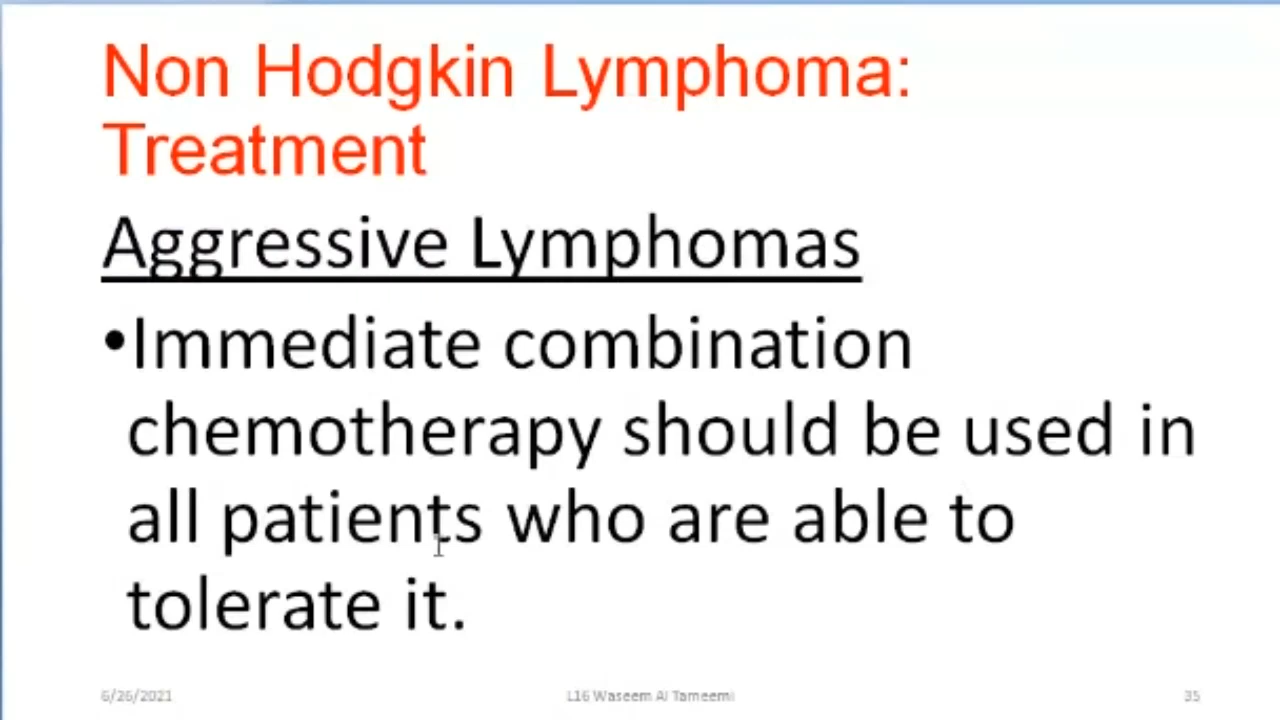 Non Hodgkin Lymphoma:
Treatment
Aggressive Lymphomas
•Immediate combination
chemotherapy should be used in
all patients who are able to
tolerate it.
6/26/2021
L16 Waseem Al Tameemi
35